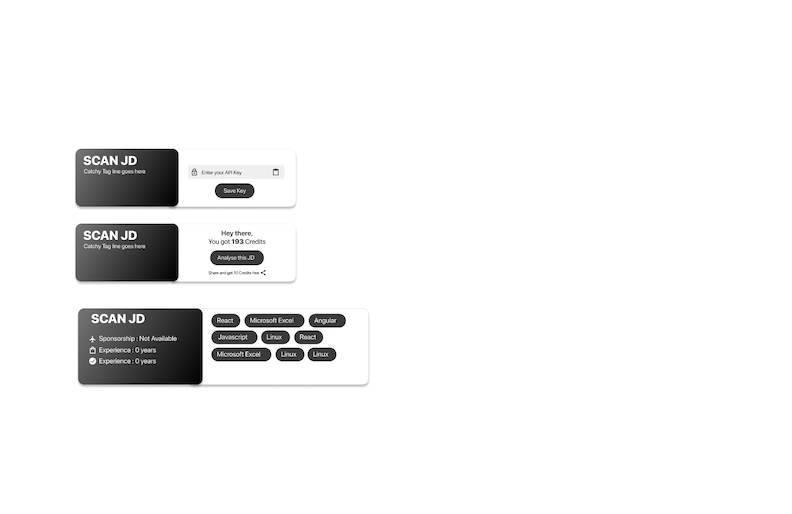 SCAN JD
Catchy Tag line goes here
Enter your API Key
Save Key
SCAN JD
Catchy Tag line goes here
Hey there,
You got 193 Credits
Analyse this JD
Share and get 10 Credits free
SCAN JD
Sponsorship : Not Available
Experience : 0 years
Experience : 0 years
React Microsoft Excel Angular
Javascript Linux React
Microsoft Excel Linux Linux